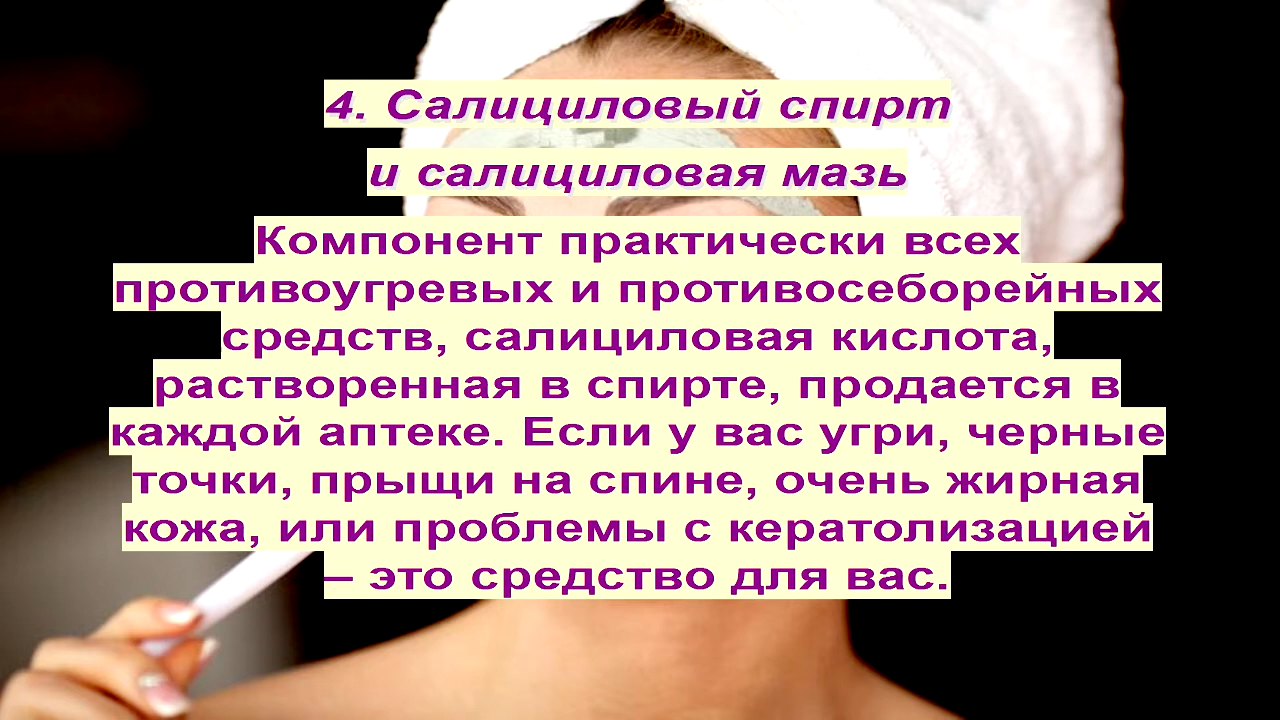 4. Салициловый спирт
и салициловая мазь
Компонент практически всех
противоугревых и противосеборейных
средств, салициловая кислота,
растворенная в спирте, продается в
каждой аптеке. Если у вас угри, черные
точки, прыщи на спине, очень жирная
кожа, или проблемы с кератолизацией
– это средство для вас.